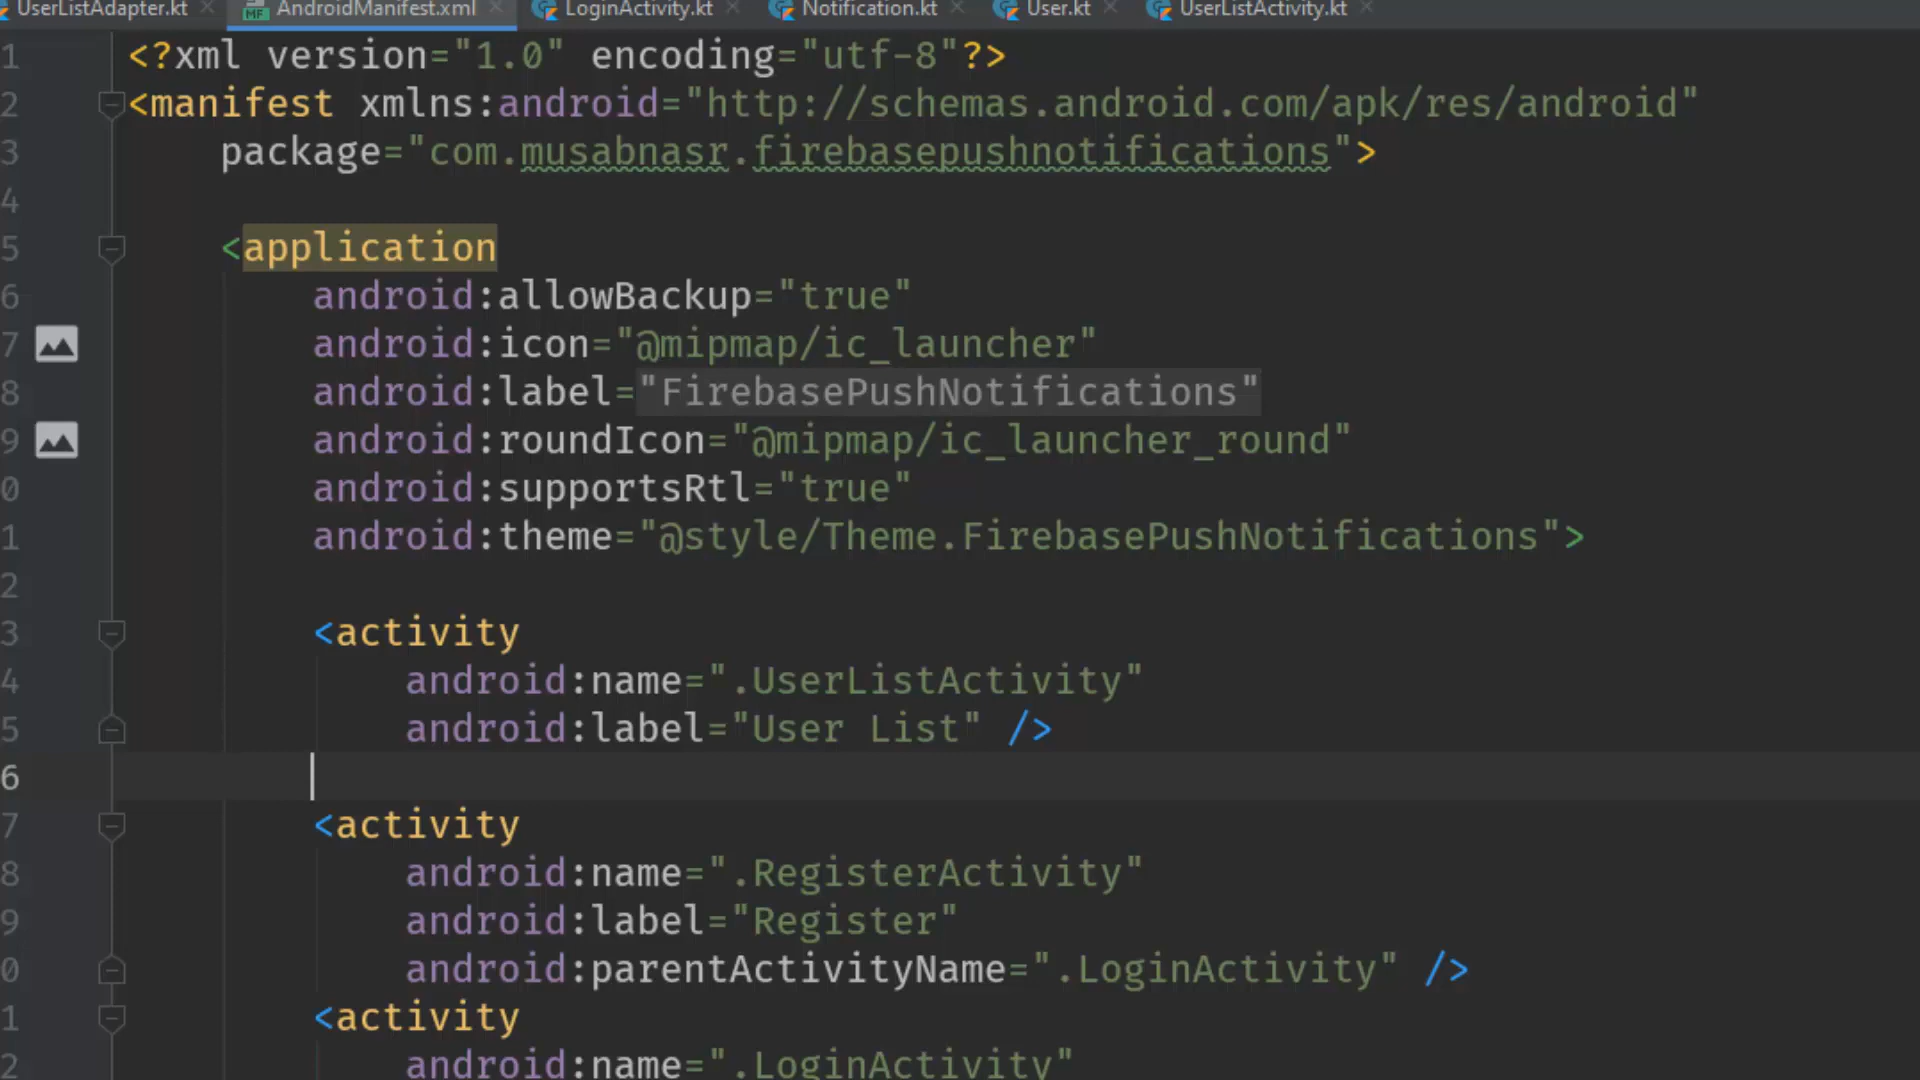 UserListAdapter.kt AndroidManifest.xml LoginActivity.kt Notification.kt User.kt UserListActivity.kt
MF
1 <?xml version="1.0" encoding="utf-8"?>
2 <manifest xmlns:android="http://schemas.android.com/apk/res/android"
3 package="com.musabnasr.firebasepushnotifications">
4
5 <application
6 android:allowBackup="true"
7 android:icon="@mipmap/ic_launcher"
8 android:label="FirebasePushNotifications"
9 android:roundIcon="@mipmap/ic_launcher_round"
0 android:supportsRtl="true"
1 android:theme="@style/Theme.FirebasePushNotifications">
2
3 <activity
4 android:name=".UserListActivity"
5 android:label="User List" />
6
7 <activity
8 android:name=".RegisterActivity"
9 android:label="Register"
0 android:parentActivityName=".LoginActivity" />
1 <activity
2 android:name=".LoginActivity"